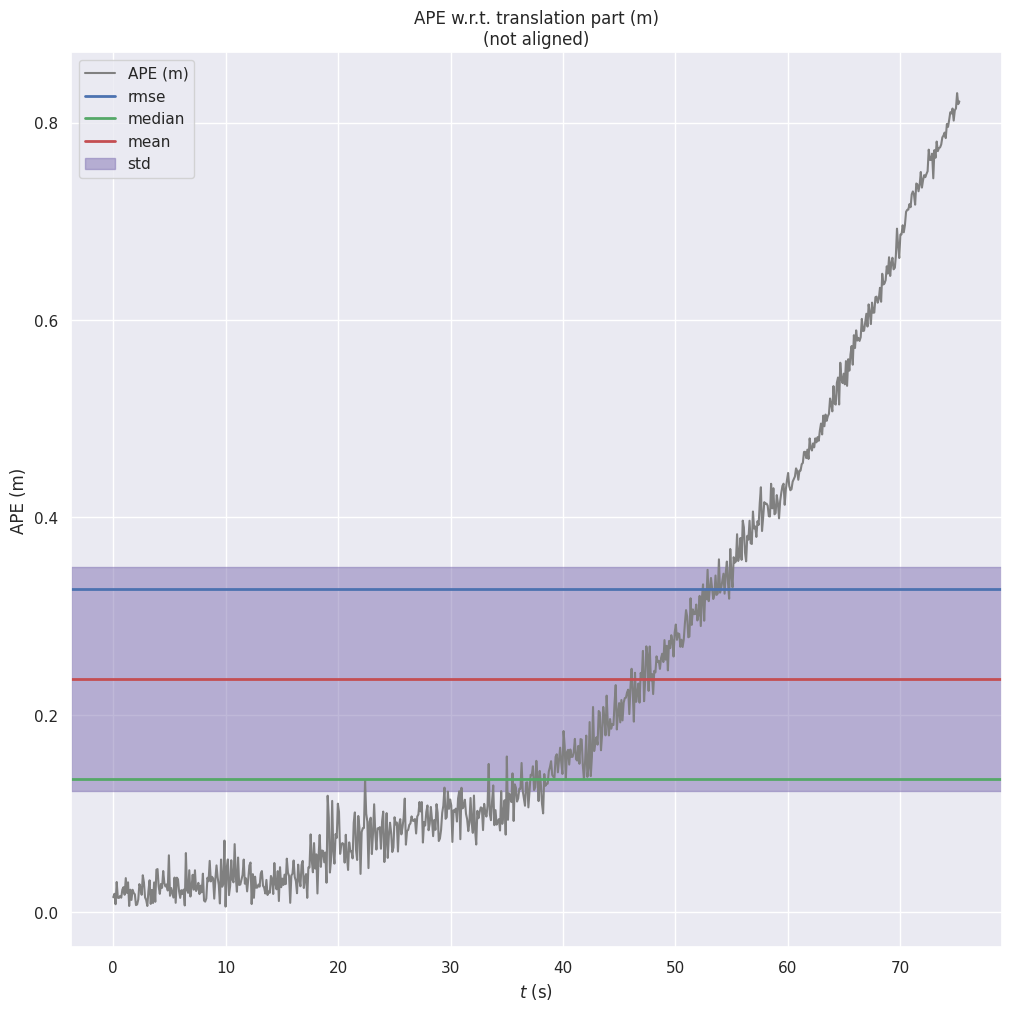 APE w.r.t. translation part (m)
(not aligned)
APE (m)
rmse
median
mean
std
APE (m)
0.8
0.6
0.4
0.2
0.0
0 10 20 30 40 50 60 70
t (s)